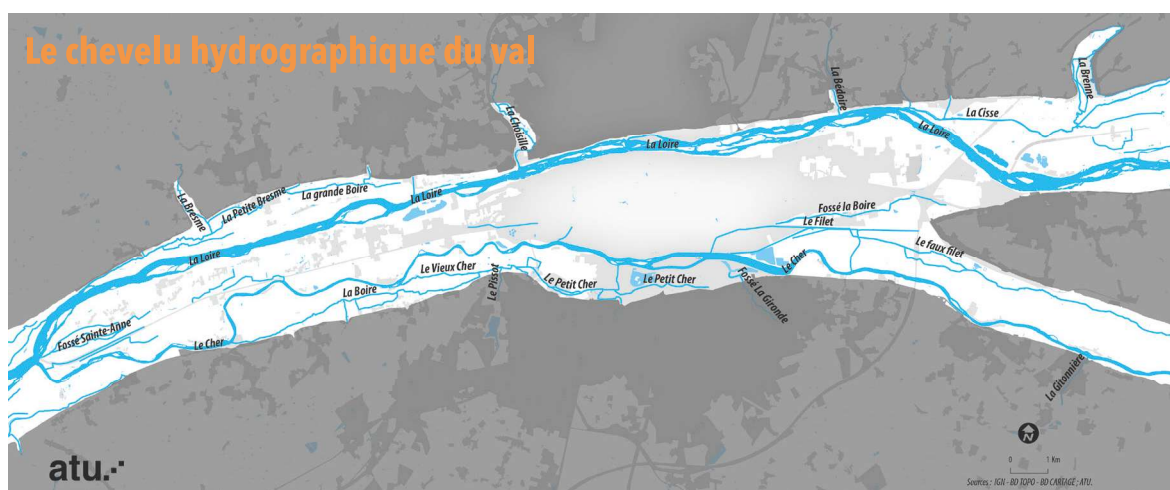 Le chevelu hydrographique du val
La Brenne
La Bédoire
La Choisille
La Cisse
La Loire
La Loire
La Bresme
La Petite Bresme
La grande Boire
La Loire
La Loire
Fossé la Boire
Le Filet
Le faux filet
Le Cher
Fossé La Gironde
Le Petit Cher
Le Petit Cher
Le Pissot
Le Vieux Cher
La Boire
Le Cher
Fossé Sainte-Anne
La Gitonnière
atu.
N
0 1 Km
Sources : IGN - BD TOPO - BD CARTAGE ; ATU.